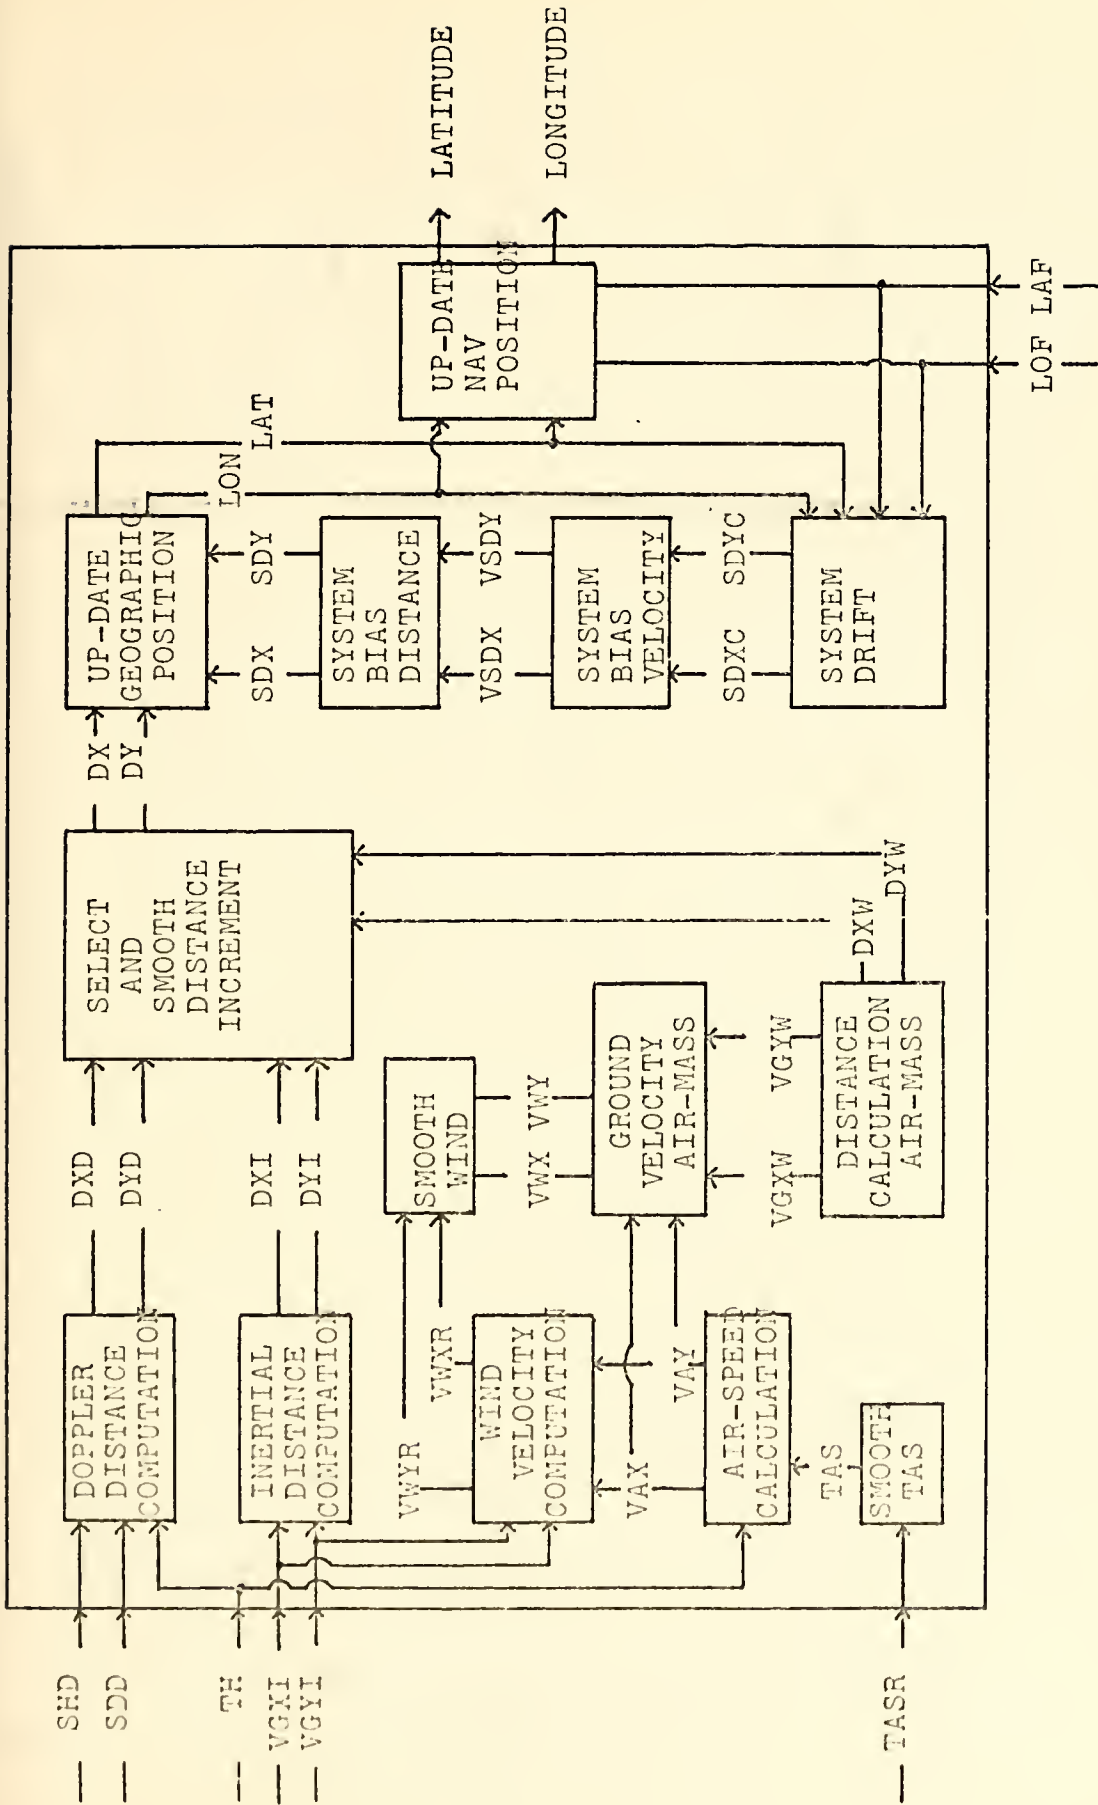 SHD
SDD
TH
VGXI
VGYI
TASR
DOPPLER
DISTANCE
COMPUTATION
INERTIAL
DISTANCE
COMPUTATION
VWYR
VWXR
WIND
VELOCITY
COMPUTATION
VAX
VAY
AIR-SPEED
CALCULATION
TAS
SMOOTH
TAS
DXD
DYD
DXI
DYI
SMOOTH
WIND
VWX VWY
GROUND
VELOCITY
AIR-MASS
VGXW
VGYW
DISTANCE
CALCULATION
AIR-MASS
DXW
DYW
SELECT
AND
SMOOTH
DISTANCE
INCREMENT
DX
DY
UP-DATE
GEOGRAPHIC
POSITION
SDX
SDY
SYSTEM
BIAS
DISTANCE
VSDX
VSDY
SYSTEM
BIAS
VELOCITY
SDXC
SDYC
SYSTEM
DRIFT
LON
LAT
UP-DATE
NAV
POSITION
LATITUDE
LONGITUDE
LOF
LAF